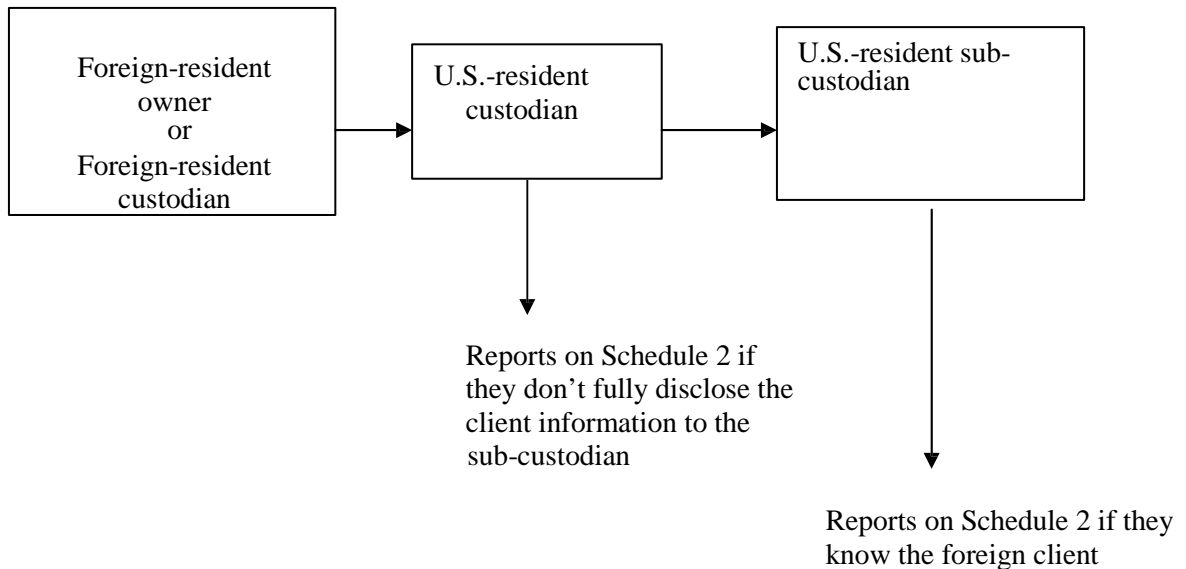 Foreign-resident
owner
or
Foreign-resident
custodian
U.S.-resident
custodian
U.S.-resident sub-
custodian
Reports on Schedule 2 if
they don’t fully disclose the
client information to the
sub-custodian
Reports on Schedule 2 if they
know the foreign client